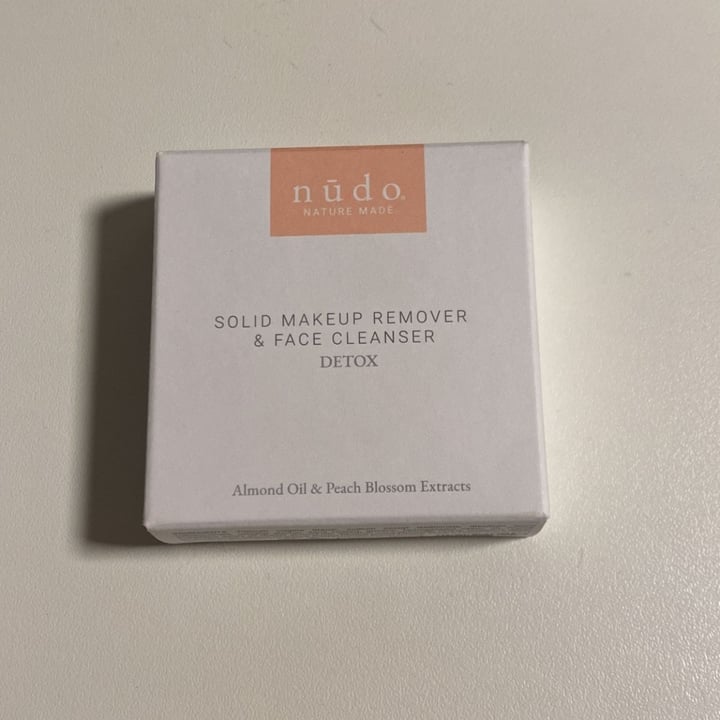 nūdo®
NATURE MADE
SOLID MAKEUP REMOVER
& FACE CLEANSER
DETOX
Almond Oil & Peach Blossom Extracts